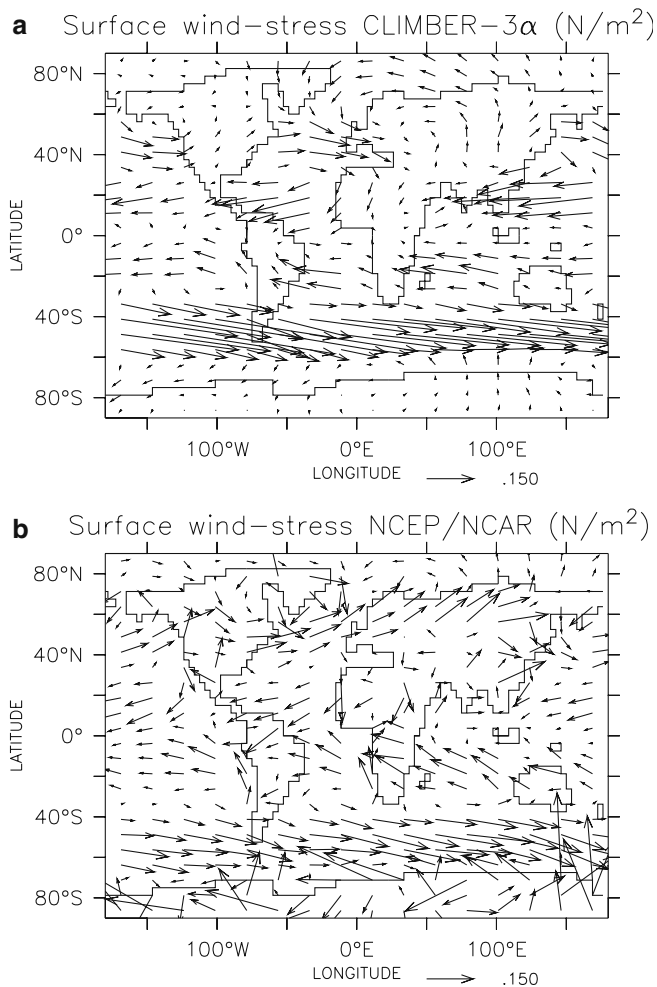 a Surface wind-stress CLIMBER-3α (N/m²)
80°N
40°N
0°
40°S
80°S
LATITUDE
100°W 0°E 100°E
LONGITUDE .150
b Surface wind-stress NCEP/NCAR (N/m²)
80°N
40°N
0°
40°S
80°S
LATITUDE
100°W 0°E 100°E
LONGITUDE .150